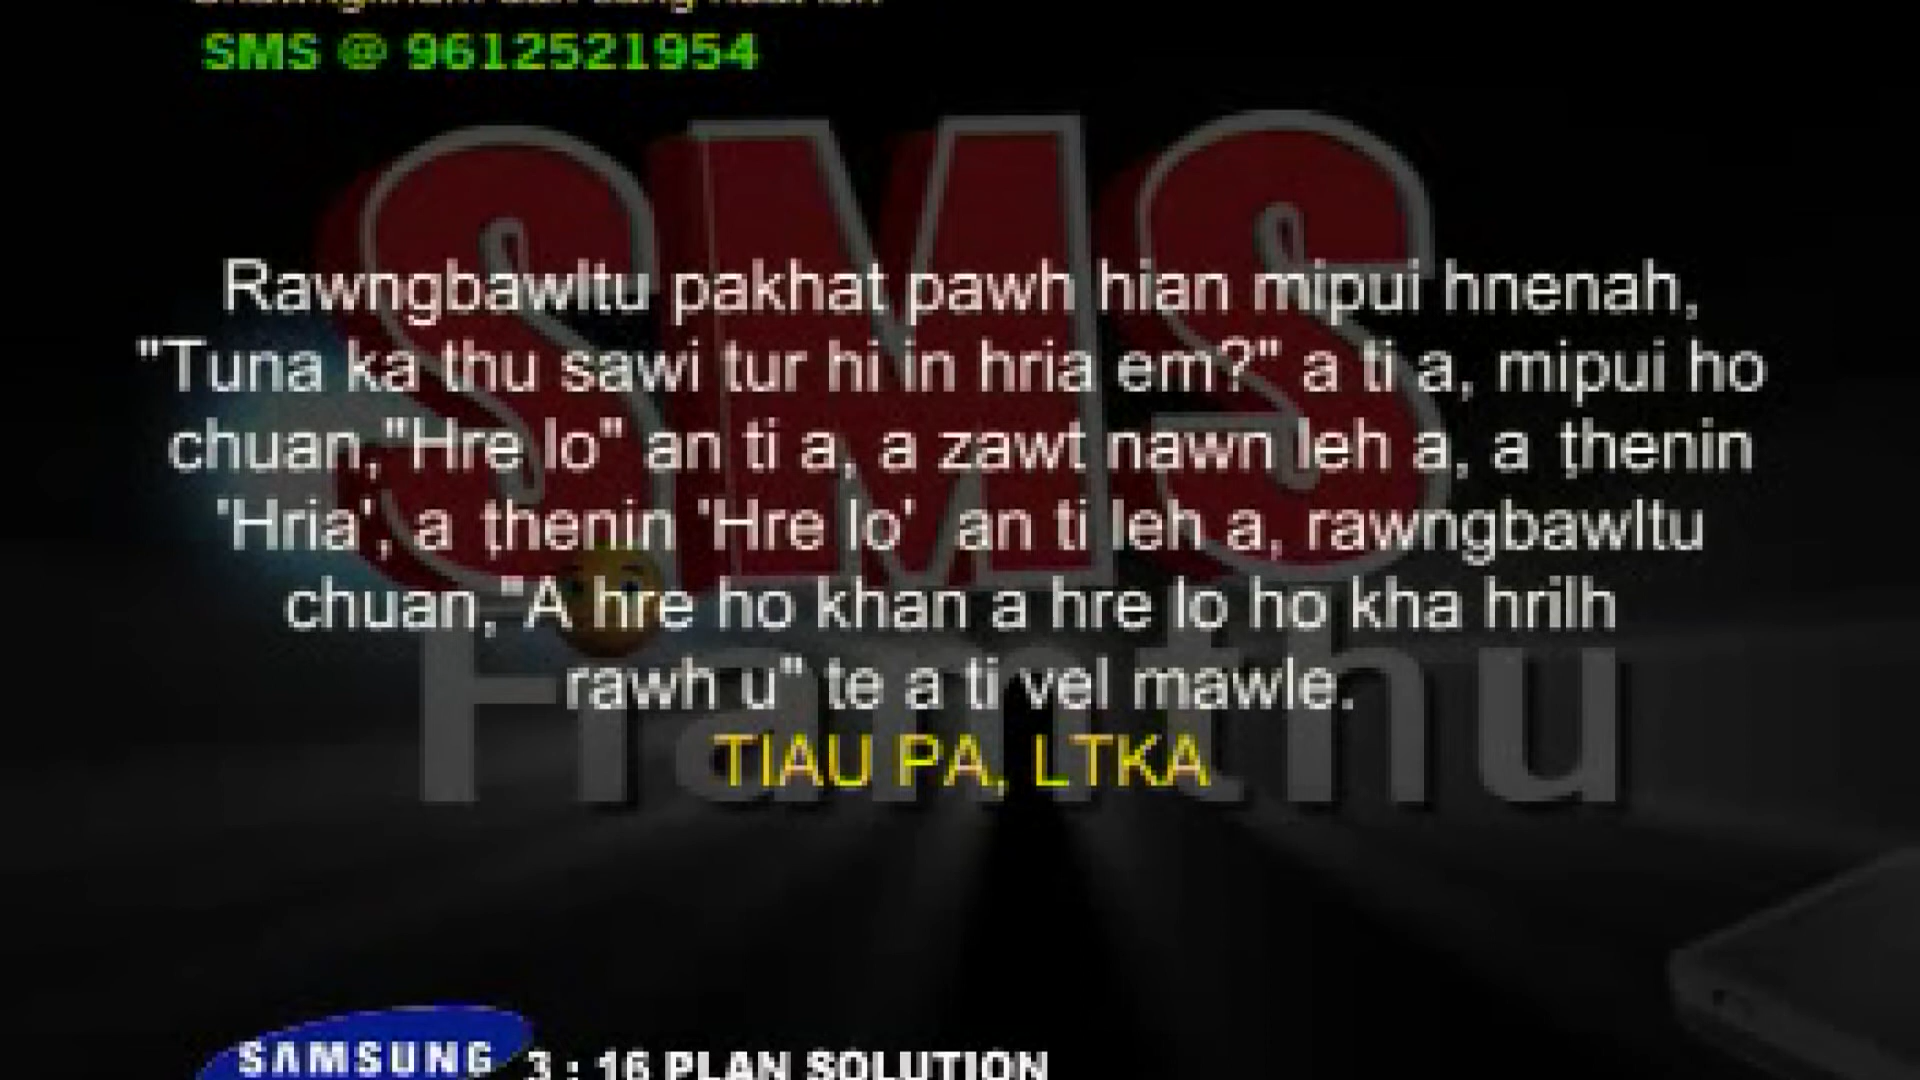 SMS @ 9612521954
SMS
Rawngbawltu pakhat pawh hian mipui hnenah,
"Tuna ka thu sawi tur hi in hria em?" a ti a, mipui ho
chuan,"Hre lo" an ti a, a zawt nawn leh a, a ṭhenin
'Hria', a ṭhenin 'Hre lo' an ti leh a, rawngbawltu
chuan,"A hre ho khan a hre lo ho kha hrilh
rawh u" te a ti vel mawle.
Fiamthu
TIAU PA, LTKA
SAMSUNG 3 : 16 PLAN SOLUTION